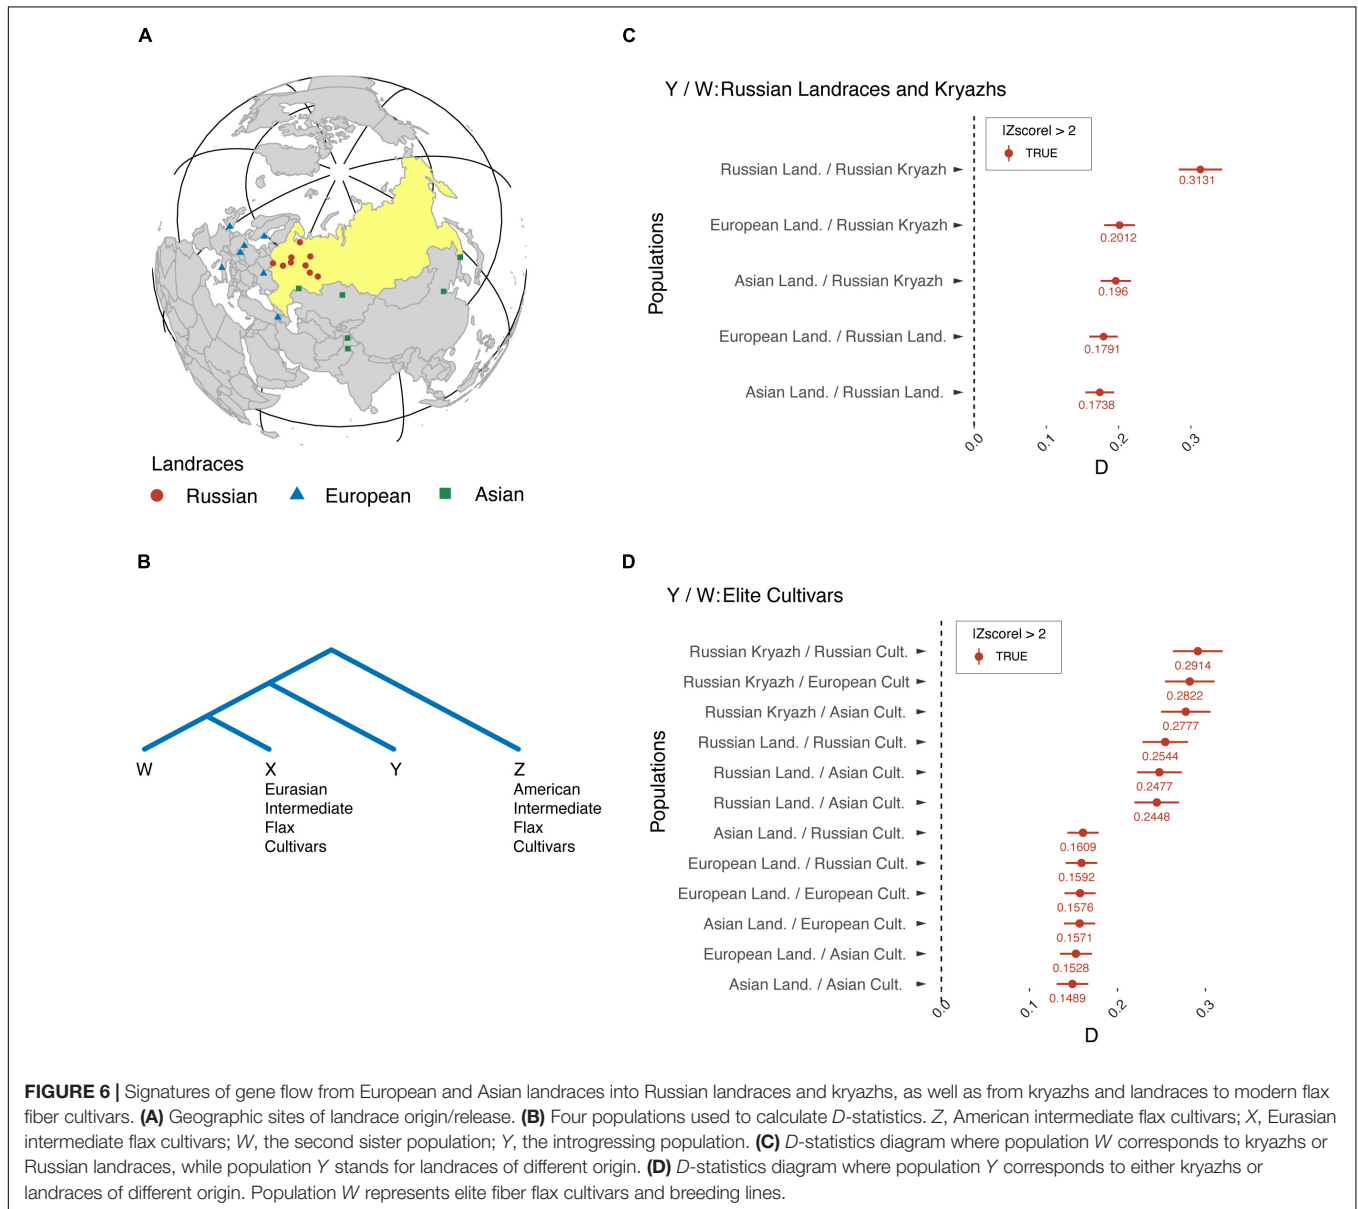 A
Landraces
Russian
European
Asian
B
W
X
Y
Z
Eurasian
Intermediate
Flax
Cultivars
American
Intermediate
Flax
Cultivars
C
Y / W:Russian Landraces and Kryazhs
|Zscore| > 2
TRUE
Populations
Russian Land. / Russian Kryazh
0.3131
European Land. / Russian Kryazh
0.2012
Asian Land. / Russian Kryazh
0.196
European Land. / Russian Land.
0.1791
Asian Land. / Russian Land.
0.1738
0.0
0.1
0.2
0.3
D
D
Y / W:Elite Cultivars
|Zscore| > 2
TRUE
Populations
Russian Kryazh / Russian Cult.
0.2914
Russian Kryazh / European Cult
0.2822
Russian Kryazh / Asian Cult.
0.2777
Russian Land. / Russian Cult.
0.2544
Russian Land. / Asian Cult.
0.2477
Russian Land. / Asian Cult.
0.2448
Asian Land. / Russian Cult.
0.1609
European Land. / Russian Cult.
0.1592
European Land. / European Cult.
0.1576
Asian Land. / European Cult.
0.1571
European Land. / Asian Cult.
0.1528
Asian Land. / Asian Cult.
0.1489
0.0
0.1
0.2
0.3
D
FIGURE 6 | Signatures of gene flow from European and Asian landraces into Russian landraces and kryazhs, as well as from kryazhs and landraces to modern flax
fiber cultivars. (A) Geographic sites of landrace origin/release. (B) Four populations used to calculate D-statistics. Z, American intermediate flax cultivars; X, Eurasian
intermediate flax cultivars; W, the second sister population; Y, the introgressing population. (C) D-statistics diagram where population W corresponds to kryazhs or
Russian landraces, while population Y stands for landraces of different origin. (D) D-statistics diagram where population Y corresponds to either kryazhs or
landraces of different origin. Population W represents elite fiber flax cultivars and breeding lines.